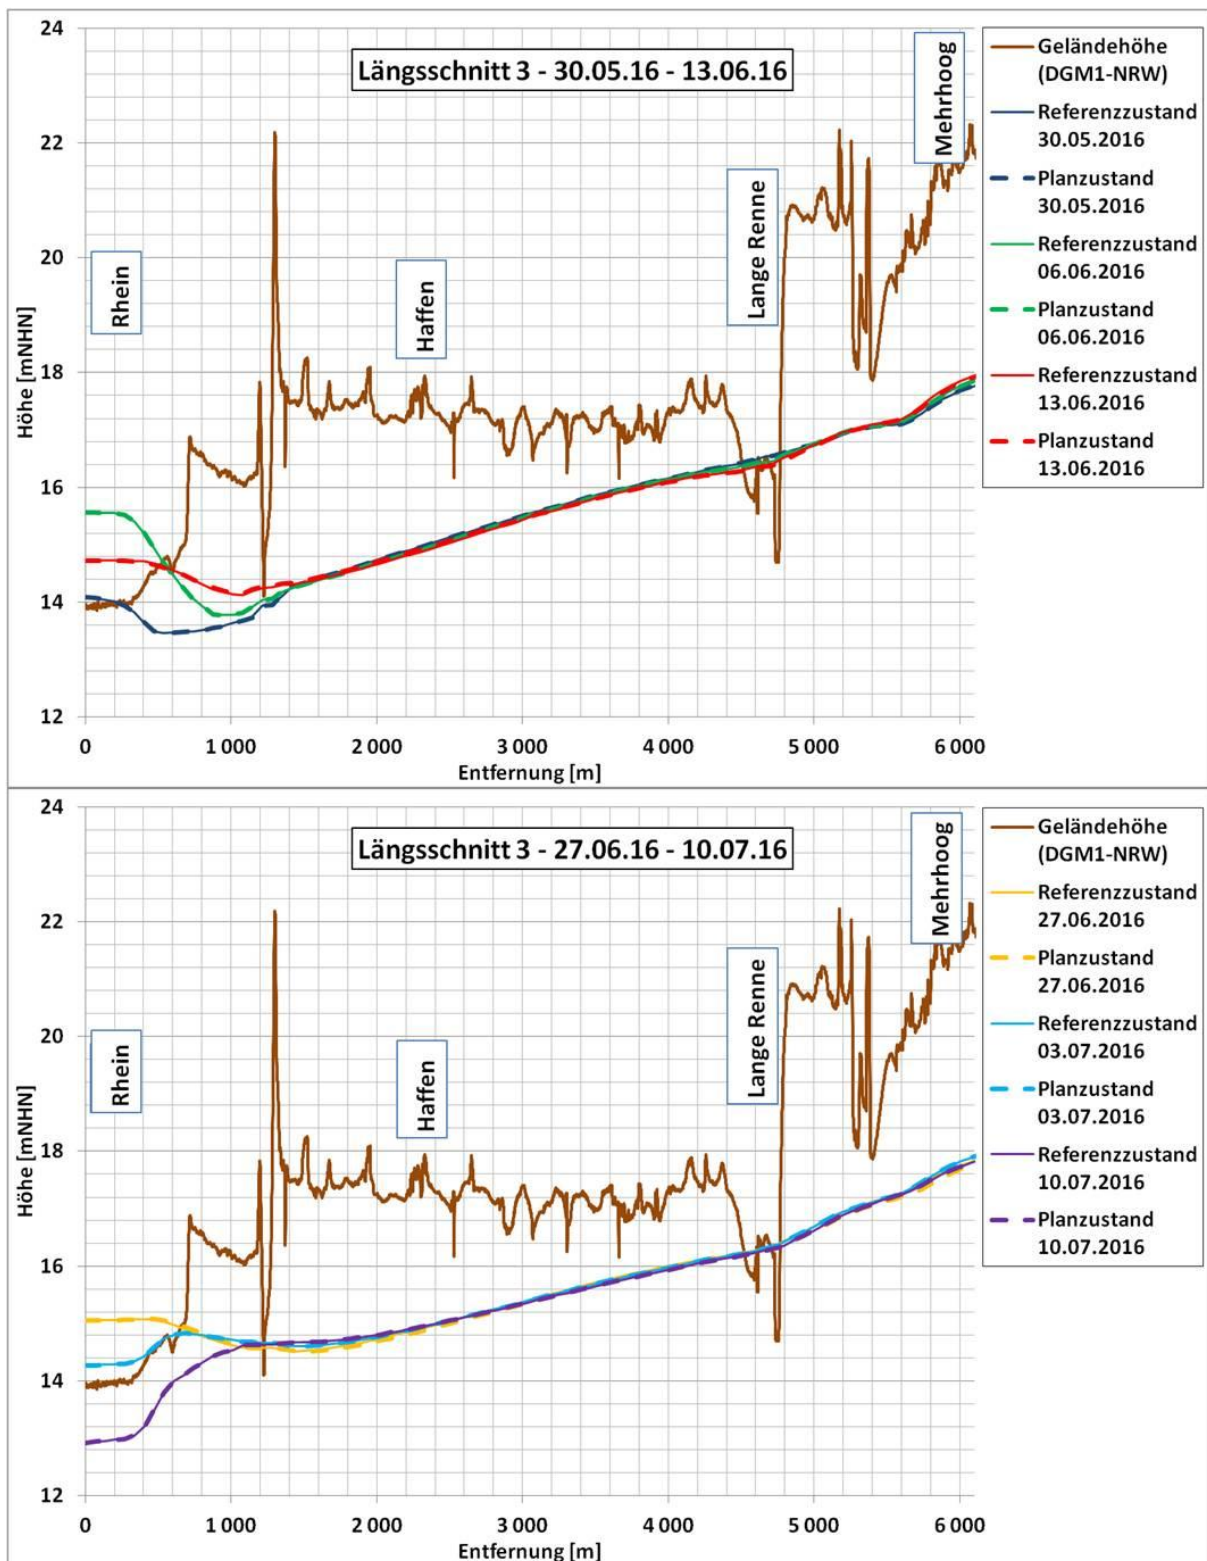 Längsschnitt 3 - 30.05.16 - 13.06.16
Höhe [mNHN]
24
22
20
18
16
14
12
Rhein
Haffen
Lange Renne
Mehrhoog
0
1 000
2 000
3 000
4 000
5 000
6 000
Entfernung [m]
Geländehöhe
(DGM1-NRW)
Referenzzustand
30.05.2016
Planzustand
30.05.2016
Referenzzustand
06.06.2016
Planzustand
06.06.2016
Referenzzustand
13.06.2016
Planzustand
13.06.2016
Längsschnitt 3 - 27.06.16 - 10.07.16
Höhe [mNHN]
24
22
20
18
16
14
12
Rhein
Haffen
Lange Renne
Mehrhoog
0
1 000
2 000
3 000
4 000
5 000
6 000
Entfernung [m]
Geländehöhe
(DGM1-NRW)
Referenzzustand
27.06.2016
Planzustand
27.06.2016
Referenzzustand
03.07.2016
Planzustand
03.07.2016
Referenzzustand
10.07.2016
Planzustand
10.07.2016